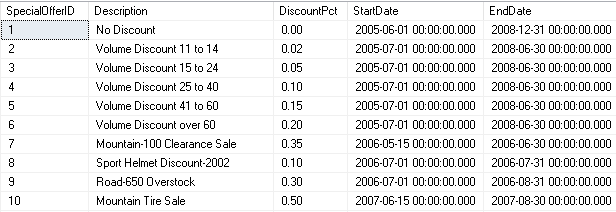 SpecialOfferID Description DiscountPct StartDate EndDate
1 No Discount 0.00 2005-06-01 00:00:00.000 2008-12-31 00:00:00.000
2 Volume Discount 11 to 14 0.02 2005-07-01 00:00:00.000 2008-06-30 00:00:00.000
3 Volume Discount 15 to 24 0.05 2005-07-01 00:00:00.000 2008-06-30 00:00:00.000
4 Volume Discount 25 to 40 0.10 2005-07-01 00:00:00.000 2008-06-30 00:00:00.000
5 Volume Discount 41 to 60 0.15 2005-07-01 00:00:00.000 2008-06-30 00:00:00.000
6 Volume Discount over 60 0.20 2005-07-01 00:00:00.000 2008-06-30 00:00:00.000
7 Mountain-100 Clearance Sale 0.35 2006-05-15 00:00:00.000 2006-06-30 00:00:00.000
8 Sport Helmet Discount-2002 0.10 2006-07-01 00:00:00.000 2006-07-31 00:00:00.000
9 Road-650 Overstock 0.30 2006-07-01 00:00:00.000 2006-08-31 00:00:00.000
10 Mountain Tire Sale 0.50 2007-06-15 00:00:00.000 2007-08-30 00:00:00.000